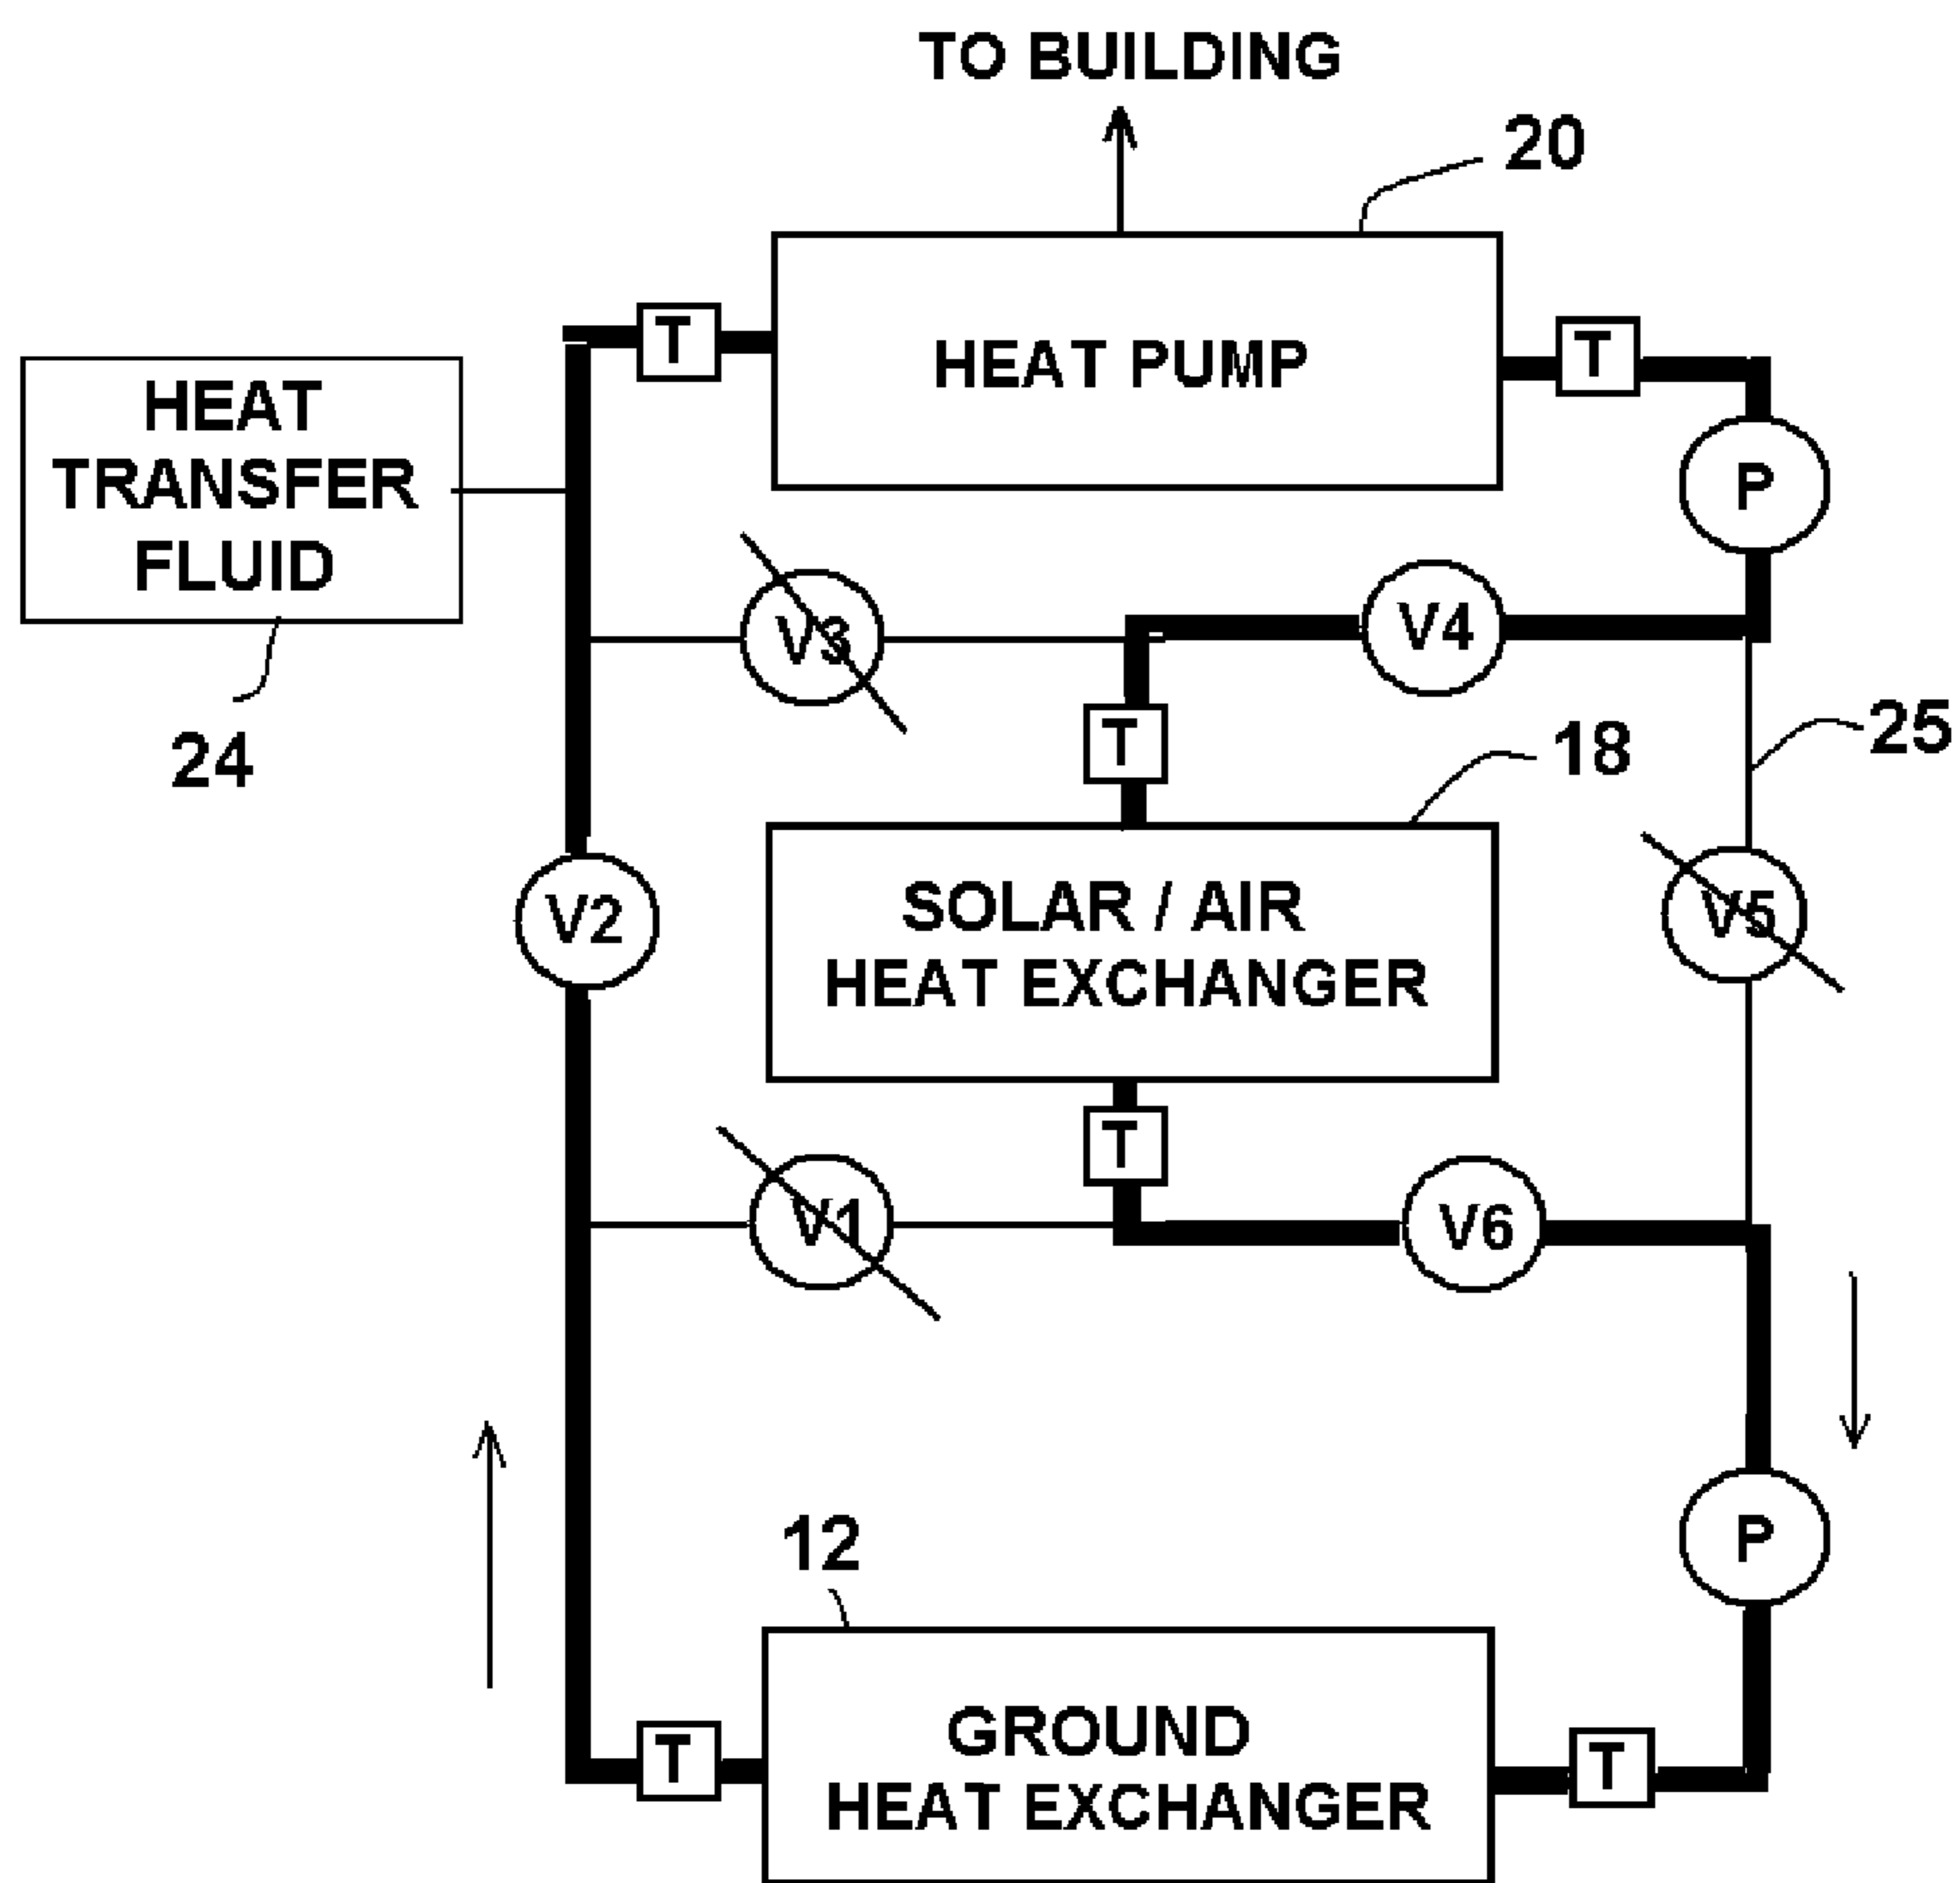 TO BUILDING
20
T
HEAT PUMP
T
HEAT
TRANSFER
FLUID
P
V3
V4
T
24
18
25
SOLAR / AIR
HEAT EXCHANGER
V2
V5
T
V1
V6
12
P
T
GROUND
HEAT EXCHANGER
T